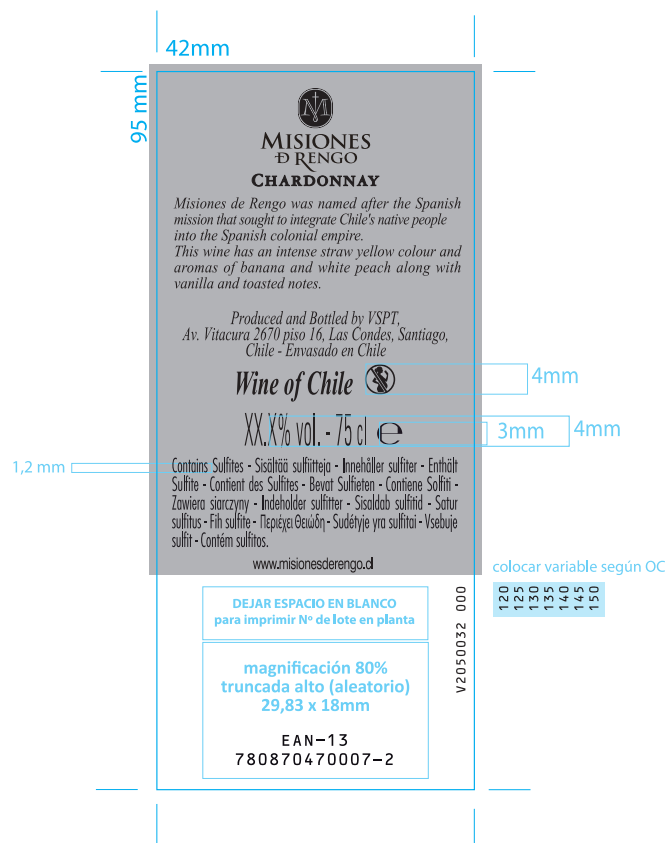 42mm
95 mm
M
MISIONES
D RENGO
CHARDONNAY
Misiones de Rengo was named after the Spanish
mission that sought to integrate Chile's native people
into the Spanish colonial empire.
This wine has an intense straw yellow colour and
aromas of banana and white peach along with
vanilla and toasted notes.
Produced and Bottled by VSPT,
Av. Vitacura 2670 piso 16, Las Condes, Santiago,
Chile - Envasado en Chile
Wine of Chile
4mm
XX.X% vol. - 75 cl ℮
3mm
4mm
1,2 mm
Contains Sulfites - Sisältää sulfiitteja - Innehåller sulfiter - Enthält
Sulfite - Contient des Sulfites - Bevat Sulfieten - Contiene Solfiti -
Zawiera siarczyny - Indeholder sulfitter - Sisaldab sulfitid - Satur
sulfitus - Fih sulfite - Περιέχει Θειώδη - Sudétyje yra sulfitai - Vsebuje
sulfit - Contém sulfitos.
www.misionesderengo.cl
colocar variable según OC
120
125
130
135
140
145
150
V2050032 000
DEJAR ESPACIO EN BLANCO
para imprimir Nº de lote en planta
magnificación 80%
truncada alto (aleatorio)
29,83 x 18mm
EAN-13
780870470007-2